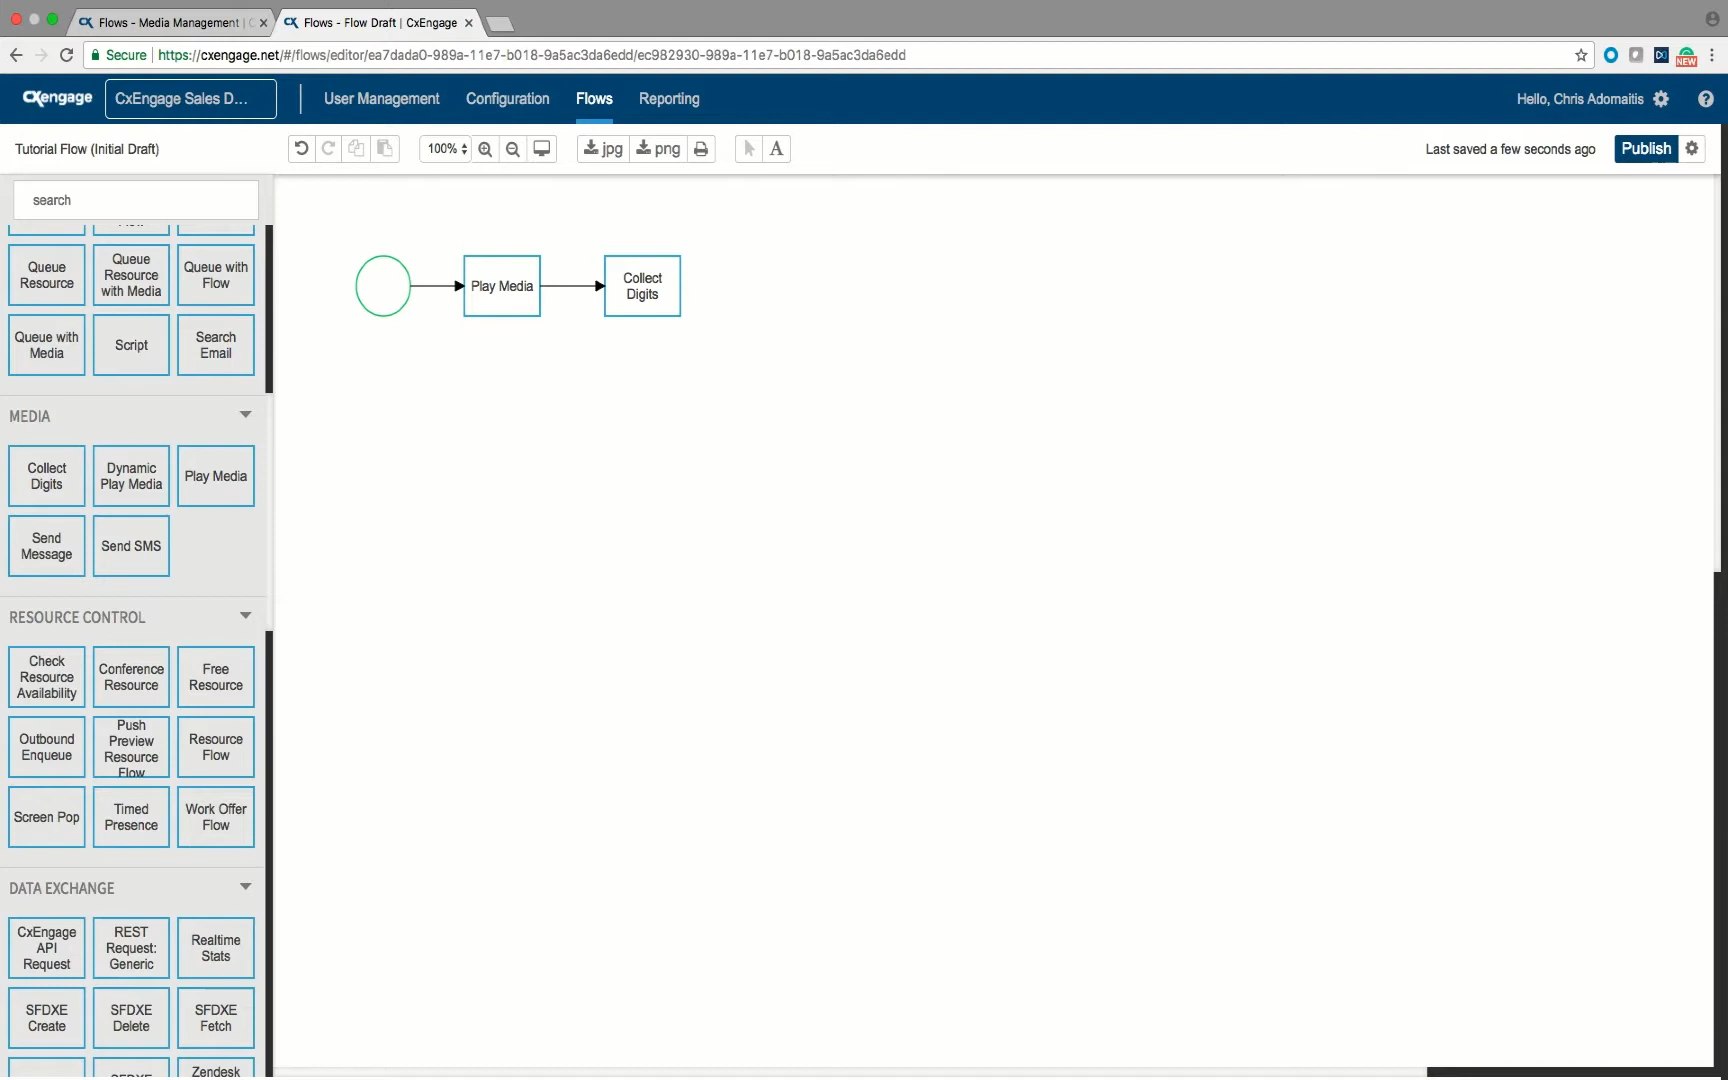 Flows - Media Management | C
Flows - Flow Draft | CxEngage
Secure https://cxengage.net/#/flows/editor/ea7dada0-989a-11e7-b018-9a5ac3da6edd/ec982930-989a-11e7-b018-9a5ac3da6edd
NEW
CXengage
CxEngage Sales D...
User Management
Configuration
Flows
Reporting
Hello, Chris Adomaitis
?
Tutorial Flow (Initial Draft)
100%
jpg
png
A
Last saved a few seconds ago
Publish
search
Queue
Resource
Queue
Resource
with Media
Queue with
Flow
Queue with
Media
Script
Search
Email
MEDIA
Collect
Digits
Dynamic
Play Media
Play Media
Send
Message
Send SMS
RESOURCE CONTROL
Check
Resource
Availability
Conference
Resource
Free
Resource
Outbound
Enqueue
Push
Preview
Resource
Flow
Resource
Flow
Screen Pop
Timed
Presence
Work Offer
Flow
DATA EXCHANGE
CxEngage
API
Request
REST
Request:
Generic
Realtime
Stats
SFDXE
Create
SFDXE
Delete
SFDXE
Fetch
Zendesk
Play Media
Collect
Digits